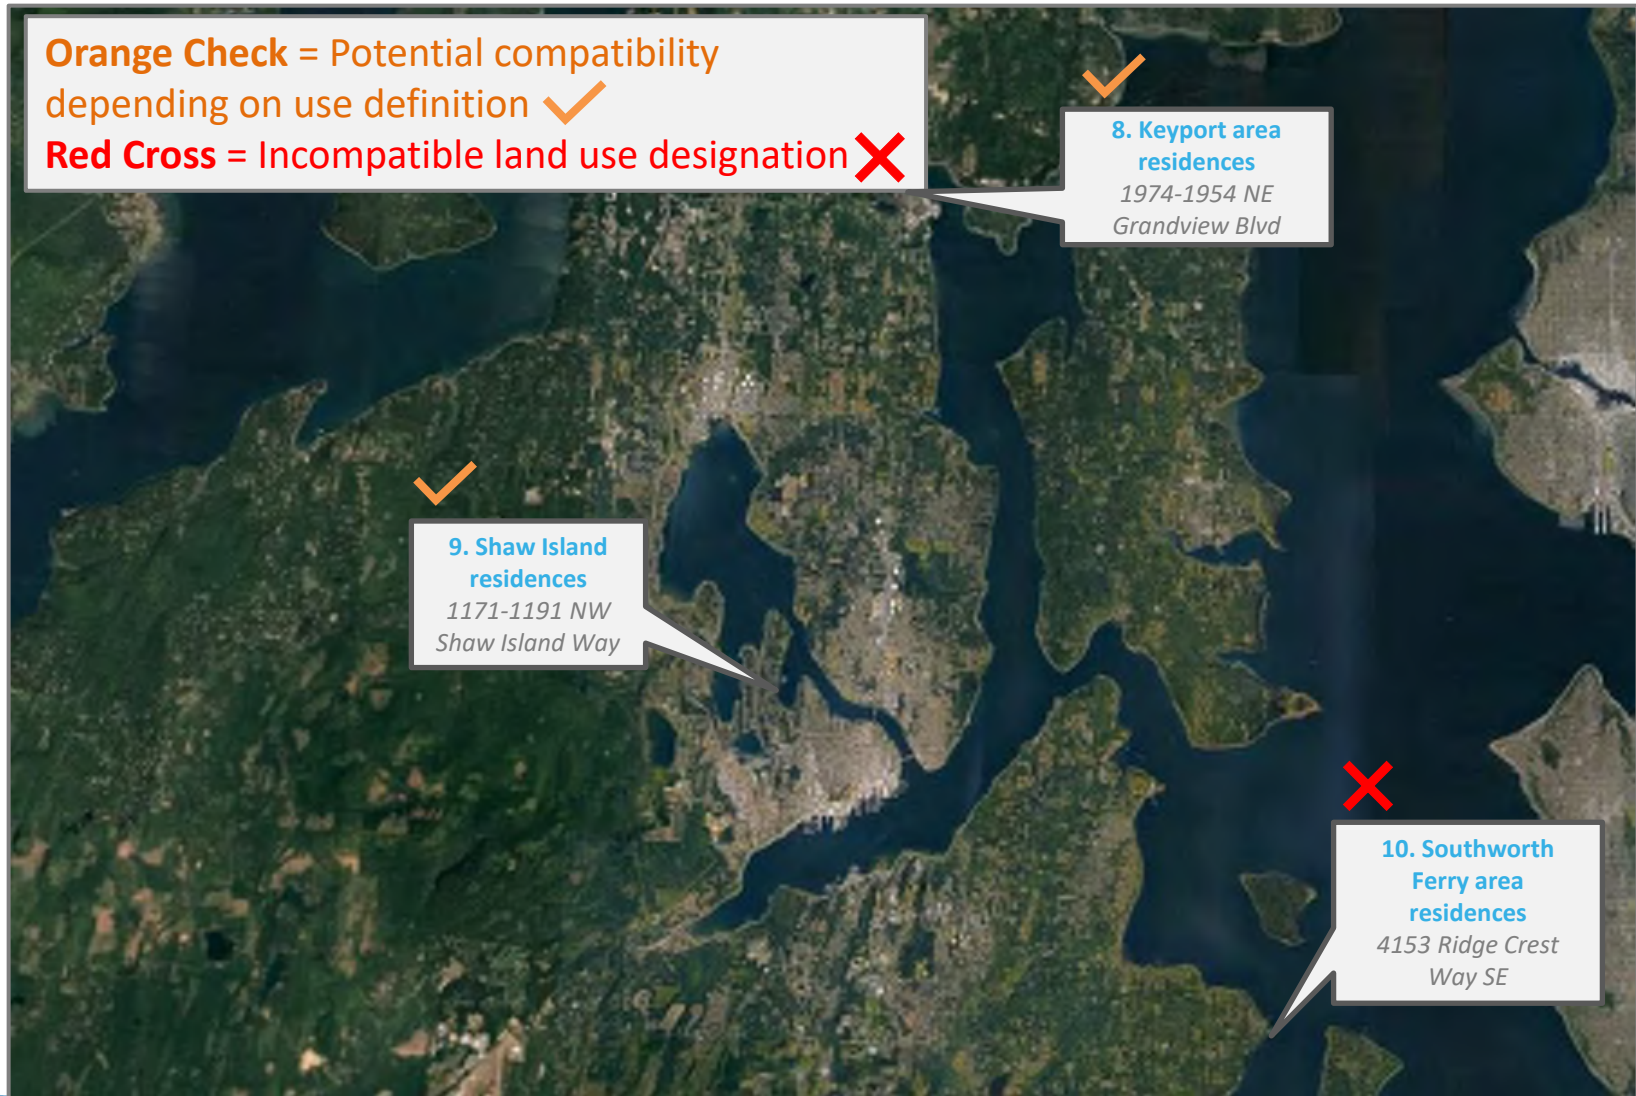 Orange Check = Potential compatibility
depending on use definition
Red Cross = Incompatible land use designation
8. Keyport area
residences
1974-1954 NE
Grandview Blvd
9. Shaw Island
residences
1171-1191 NW
Shaw Island Way
10. Southworth
Ferry area
residences
4153 Ridge Crest
Way SE